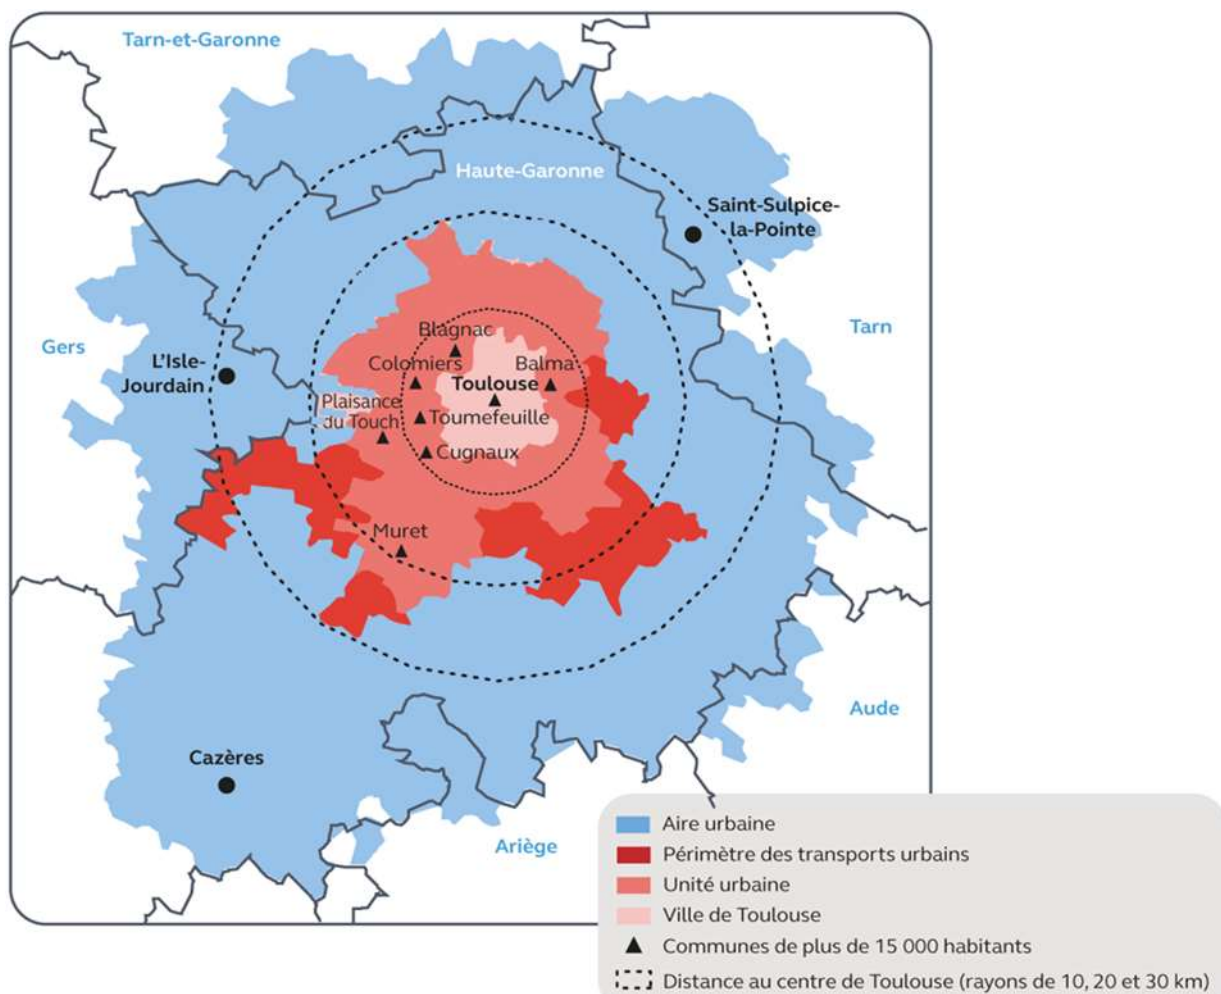 Tarn-et-Garonne
Haute-Garonne
Saint-Sulpice-
la-Pointe
Tarn
Gers
L'Isle-
Jourdain
Blagnac
Colomiers
Balma
Toulouse
Plaisance
du Touch
Toumefeuille
Cugnaux
Muret
Aude
Cazères
Ariège
Aire urbaine
Périmètre des transports urbains
Unité urbaine
Ville de Toulouse
Communes de plus de 15 000 habitants
Distance au centre de Toulouse (rayons de 10, 20 et 30 km)